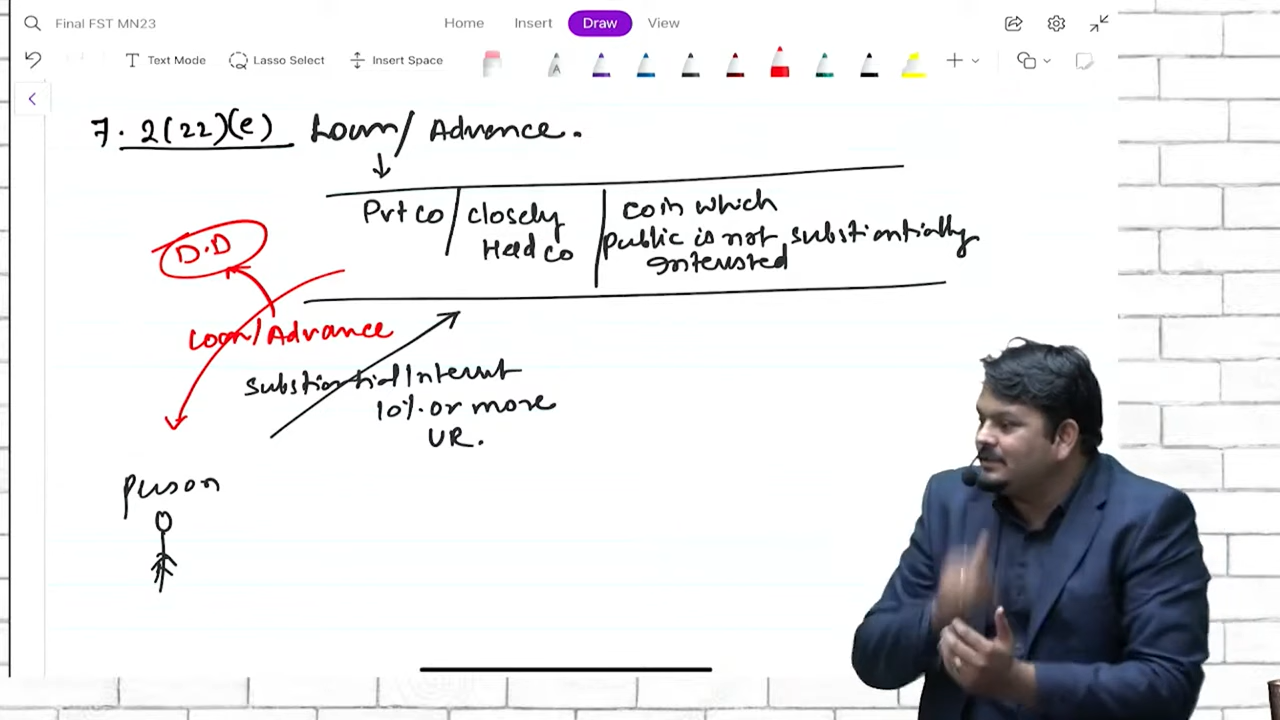 Final FST MN23
Home Insert Draw View
Text Mode Lasso Select Insert Space
7. 2(22)(e) Loan/ Advance.
Pvt co / closely Held co / co in which public is not substiantially Interested
D.D
Loan/Advance
Substiantial Interest
10% or more
VR.
person